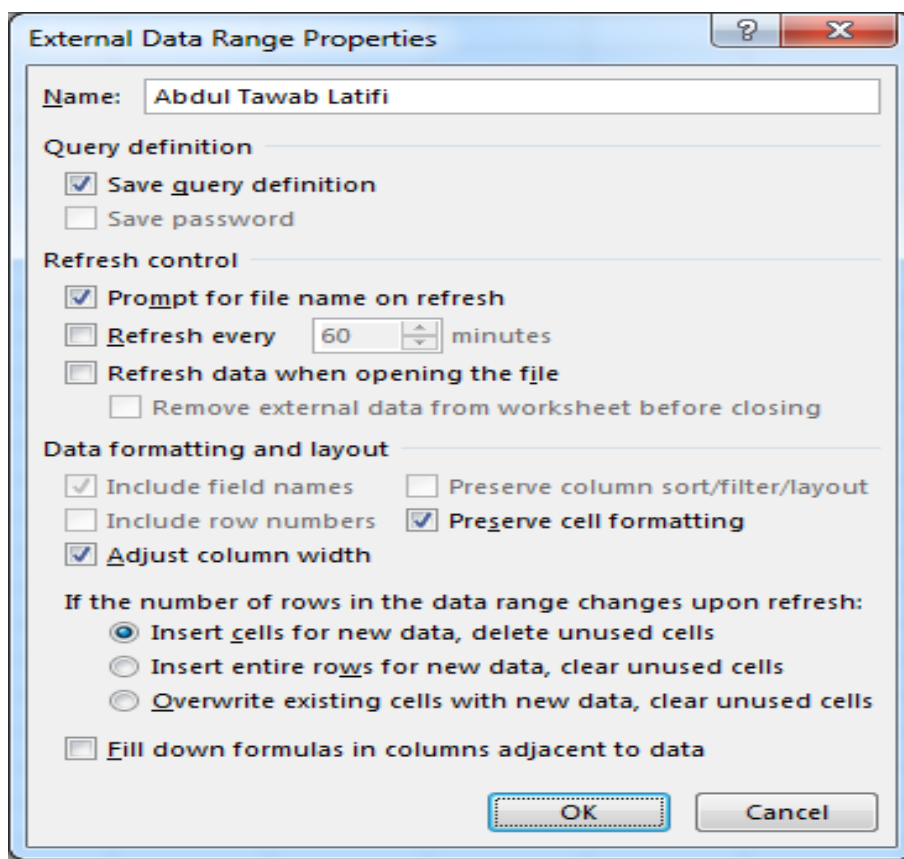 External Data Range Properties
Name: Abdul Tawab Latifi
Query definition
Save query definition
Save password
Refresh control
Prompt for file name on refresh
Refresh every 60 minutes
Refresh data when opening the file
Remove external data from worksheet before closing
Data formatting and layout
Include field names Preserve column sort/filter/layout
Include row numbers Preserve cell formatting
Adjust column width
If the number of rows in the data range changes upon refresh:
Insert cells for new data, delete unused cells
Insert entire rows for new data, clear unused cells
Overwrite existing cells with new data, clear unused cells
Fill down formulas in columns adjacent to data
OK Cancel